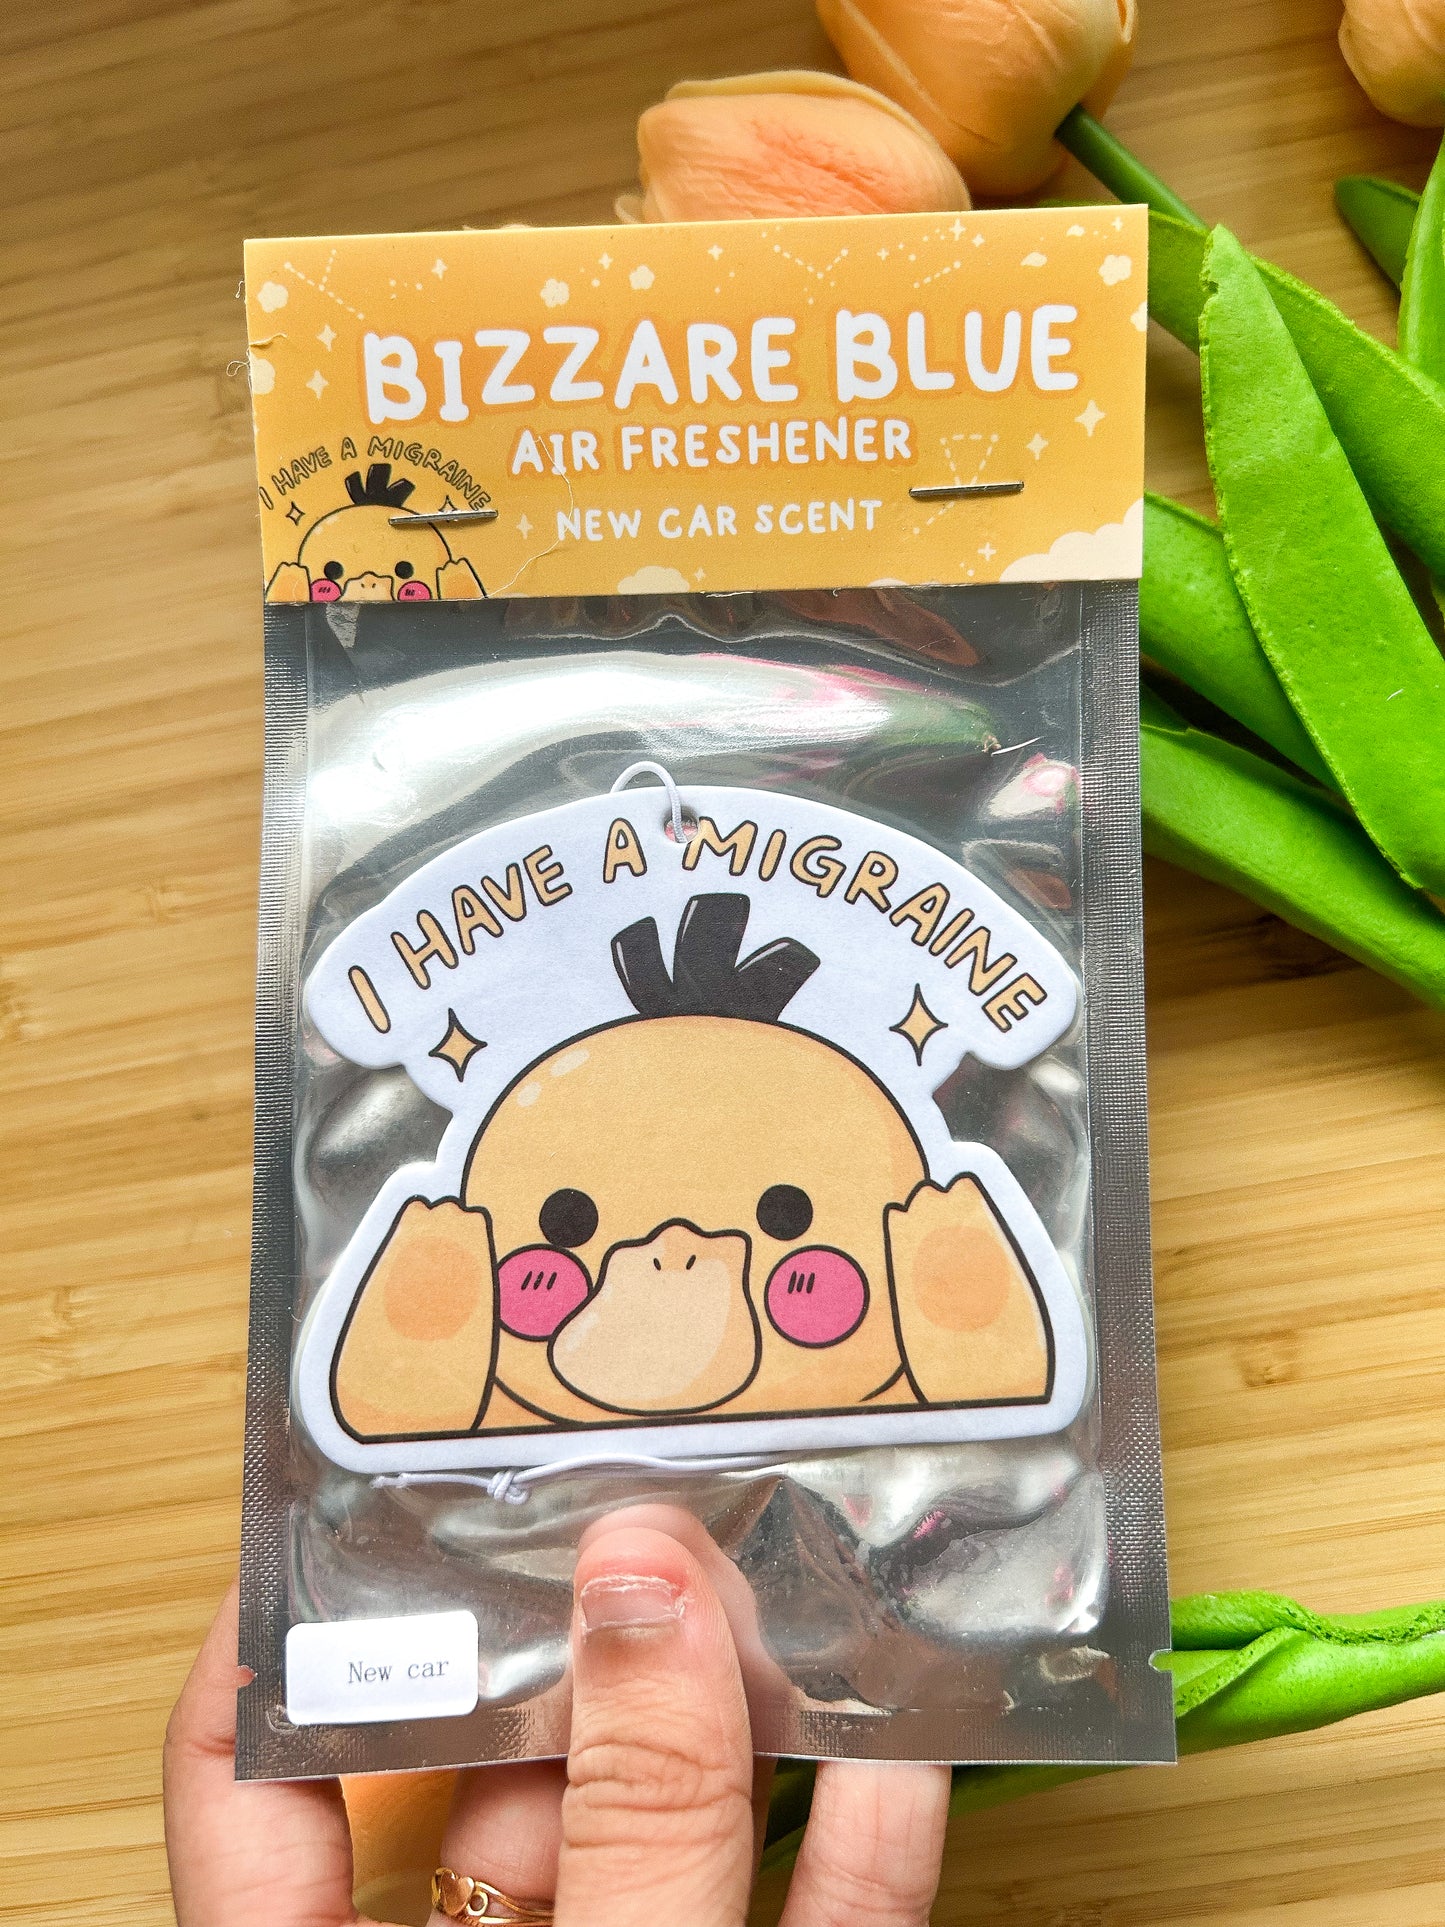 BIZZARE BLUE
AIR FRESHENER
NEW CAR SCENT
I HAVE A MIGRAINE
I HAVE A MIGRAINE
New car